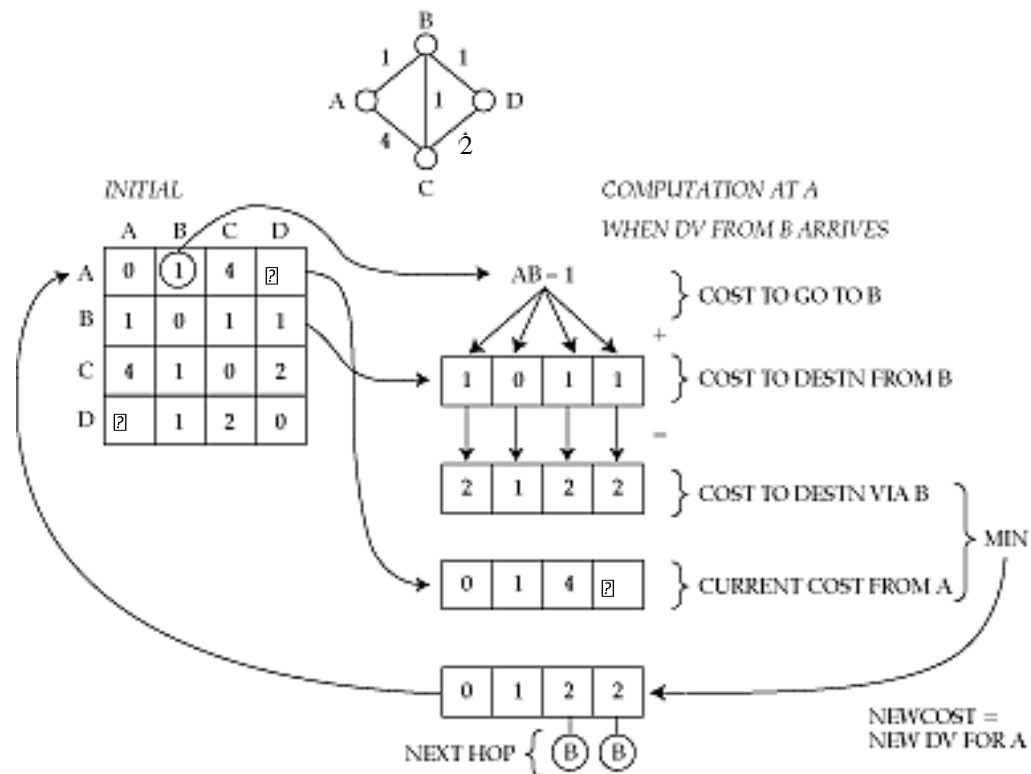 B
1 1
A 1 D
4 2
C
INITIAL
COMPUTATION AT A
WHEN DV FROM B ARRIVES
A B C D
A 0 1 4 ?
B 1 0 1 1
C 4 1 0 2
D ? 1 2 0
AB = 1
COST TO GO TO B
+
1 0 1 1
COST TO DESTN FROM B
=
2 1 2 2
COST TO DESTN VIA B
MIN
0 1 4 ?
CURRENT COST FROM A
0 1 2 2
NEWCOST =
NEW DV FOR A
NEXT HOP B B